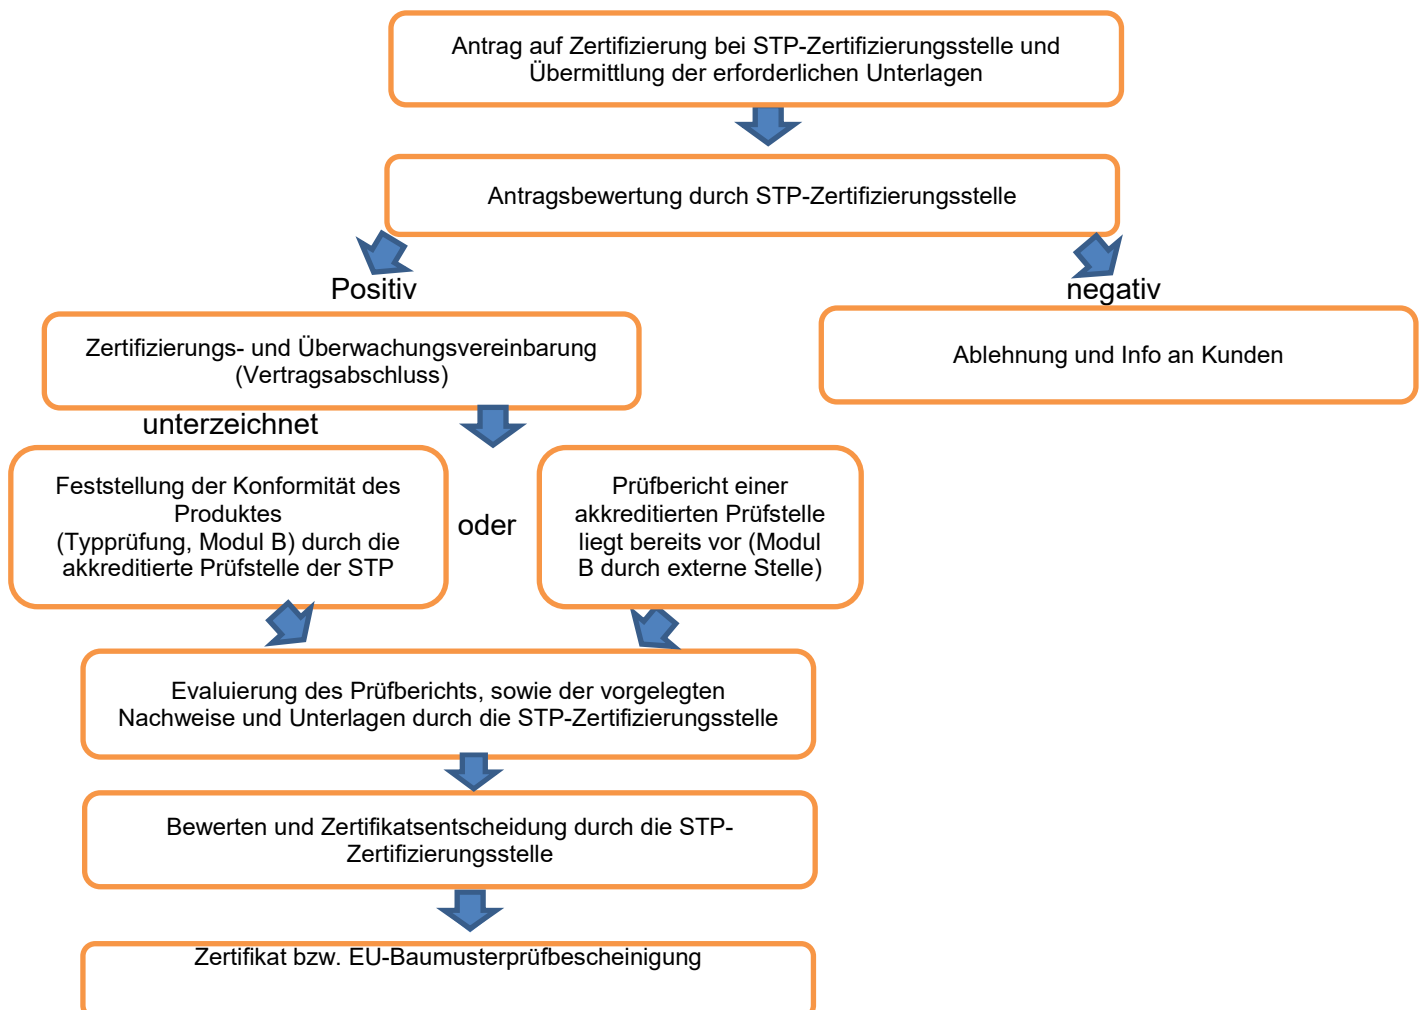 Antrag auf Zertifizierung bei STP-Zertifizierungsstelle und
Übermittlung der erforderlichen Unterlagen
Antragsbewertung durch STP-Zertifizierungsstelle
Positiv
negativ
Zertifizierungs- und Überwachungsvereinbarung
(Vertragsabschluss)
Ablehnung und Info an Kunden
unterzeichnet
Feststellung der Konformität des
Produktes
(Typprüfung, Modul B) durch die
akkreditierte Prüfstelle der STP
oder
Prüfbericht einer
akkreditierten Prüfstelle
liegt bereits vor (Modul
B durch externe Stelle)
Evaluierung des Prüfberichts, sowie der vorgelegten
Nachweise und Unterlagen durch die STP-Zertifizierungsstelle
Bewerten und Zertifikatsentscheidung durch die STP-
Zertifizierungsstelle
Zertifikat bzw. EU-Baumusterprüfbescheinigung